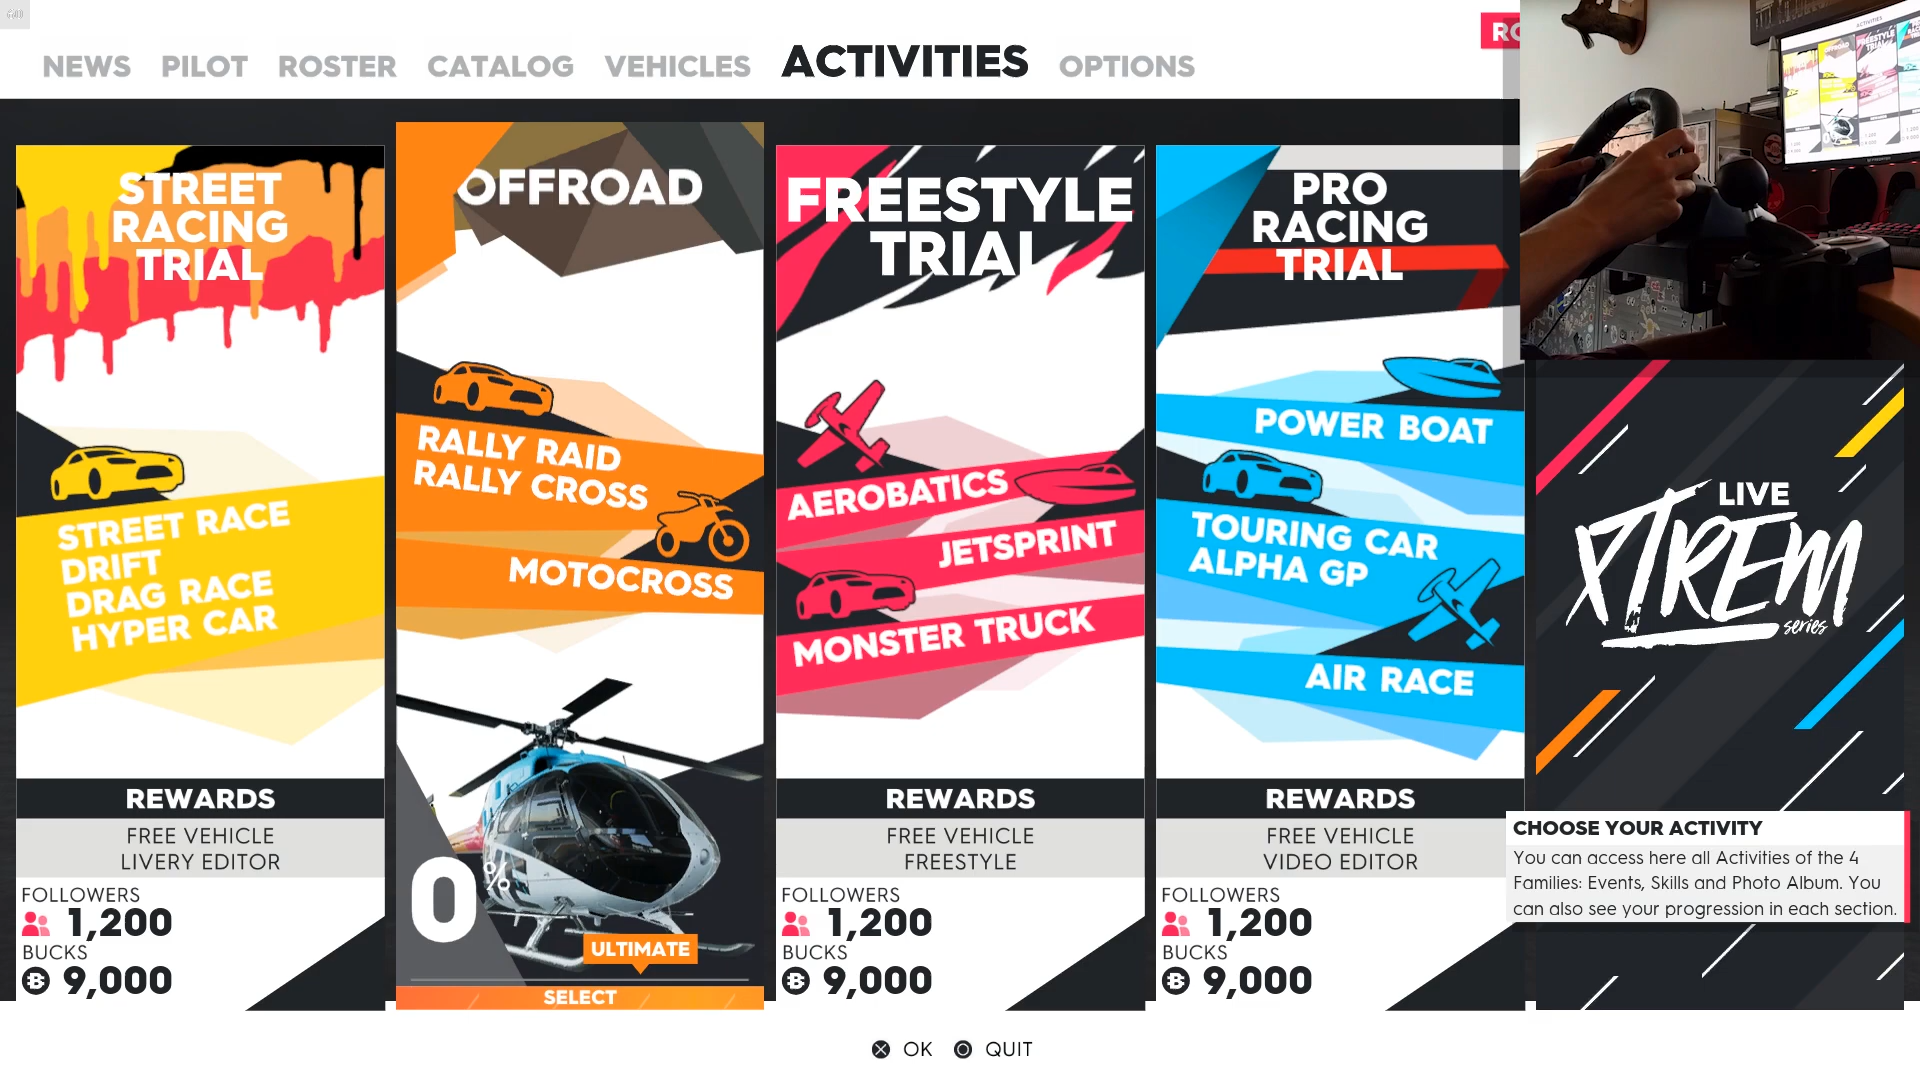 NEWS PILOT ROSTER CATALOG VEHICLES ACTIVITIES OPTIONS
STREET
RACING
TRIAL
STREET RACE
DRIFT
DRAG RACE
HYPER CAR
REWARDS
FREE VEHICLE
LIVERY EDITOR
FOLLOWERS
1,200
BUCKS
9,000
OFFROAD
RALLY RAID
RALLY CROSS
MOTOCROSS
0%
ULTIMATE
SELECT
FREESTYLE
TRIAL
AEROBATICS
JETSPRINT
MONSTER TRUCK
REWARDS
FREE VEHICLE
FREESTYLE
FOLLOWERS
1,200
BUCKS
9,000
PRO
RACING
TRIAL
POWER BOAT
TOURING CAR
ALPHA GP
AIR RACE
REWARDS
FREE VEHICLE
VIDEO EDITOR
FOLLOWERS
1,200
BUCKS
9,000
LIVE
XTREM
series
CHOOSE YOUR ACTIVITY
You can access here all Activities of the 4
Families: Events, Skills and Photo Album. You
can also see your progression in each section.
OK QUIT